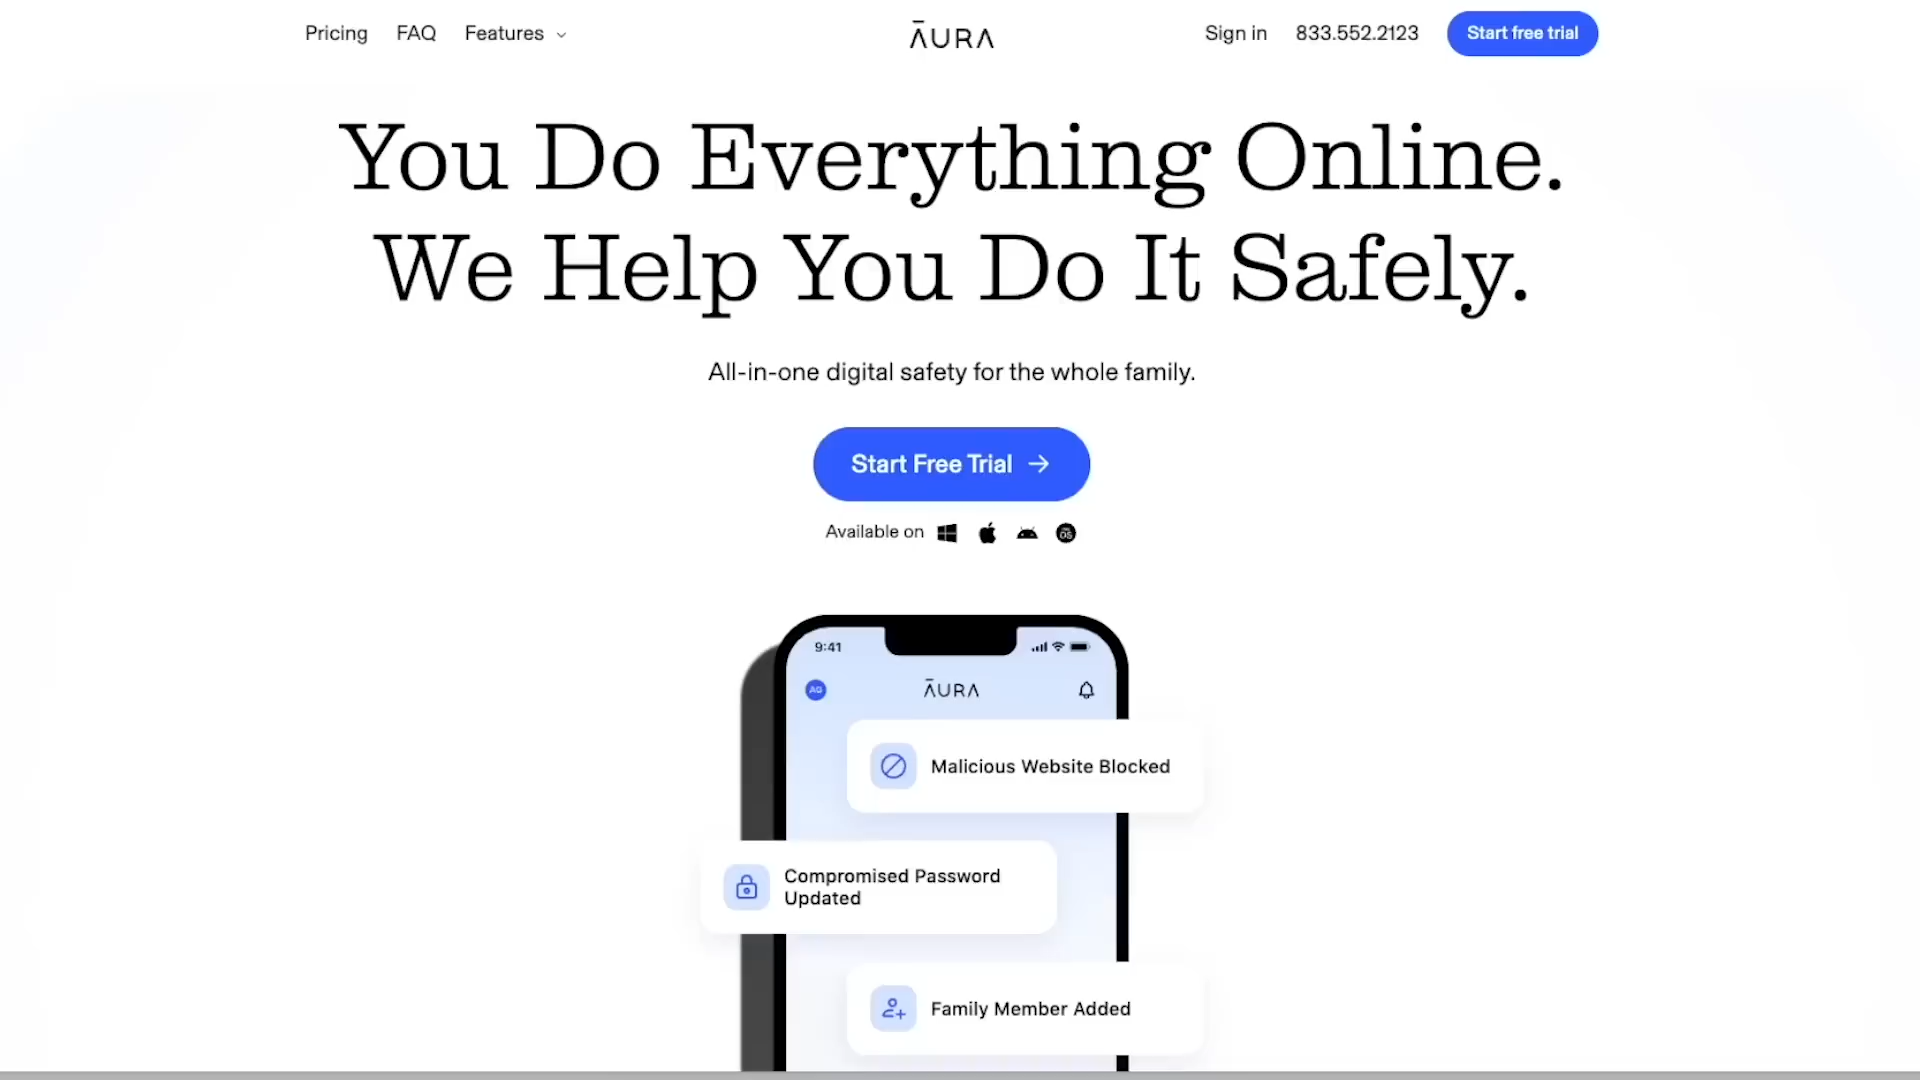 Pricing FAQ Features
ĀURA
Sign in 833.552.2123 Start free trial
You Do Everything Online.
We Help You Do It Safely.
All-in-one digital safety for the whole family.
Start Free Trial →
Available on
OS
9:41
AG
ĀURA
Malicious Website Blocked
Compromised Password
Updated
Family Member Added